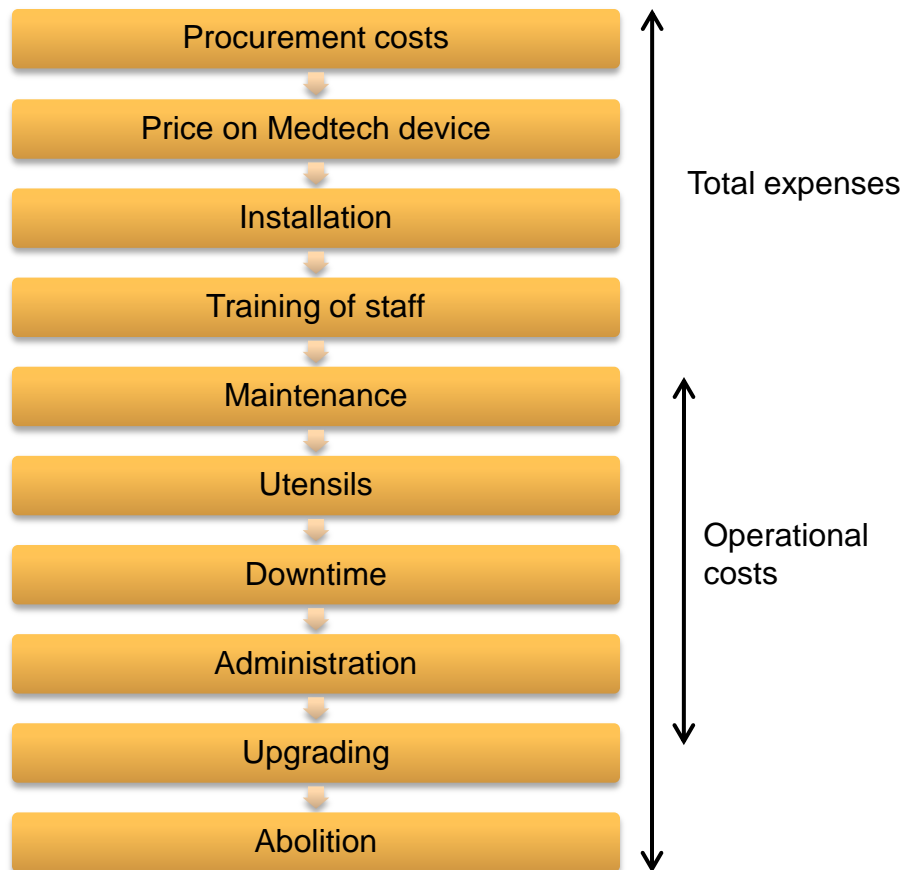 Procurement costs
Price on Medtech device
Total expenses
Installation
Training of staff
Maintenance
Utensils
Operational
costs
Downtime
Administration
Upgrading
Abolition